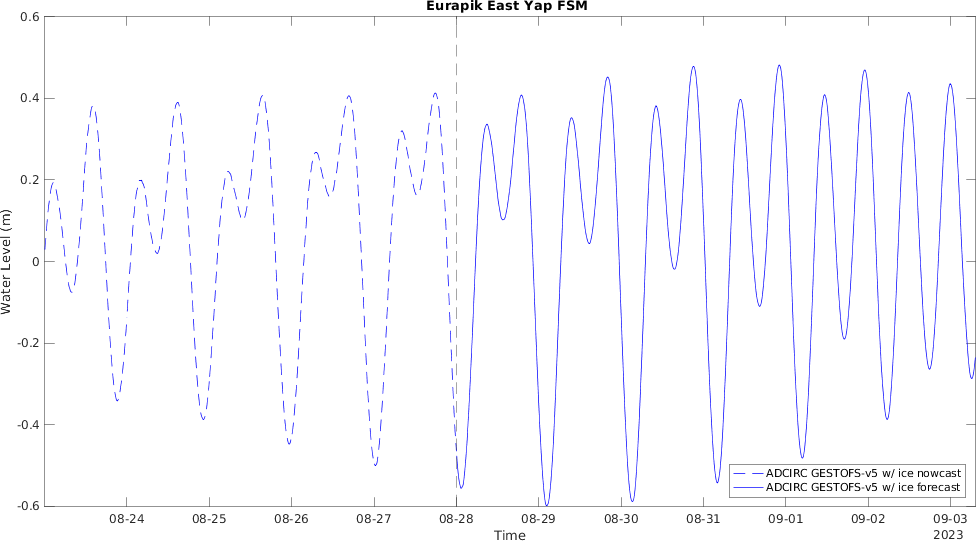 Eurapik East Yap FSM
0.6
0.4
0.2
0
-0.2
-0.4
-0.6
Water Level (m)
ADCIRC GESTOFS-v5 w/ ice nowcast
ADCIRC GESTOFS-v5 w/ ice forecast
08-24 08-25 08-26 08-27 08-28 08-29 08-30 08-31 09-01 09-02 09-03
Time
2023